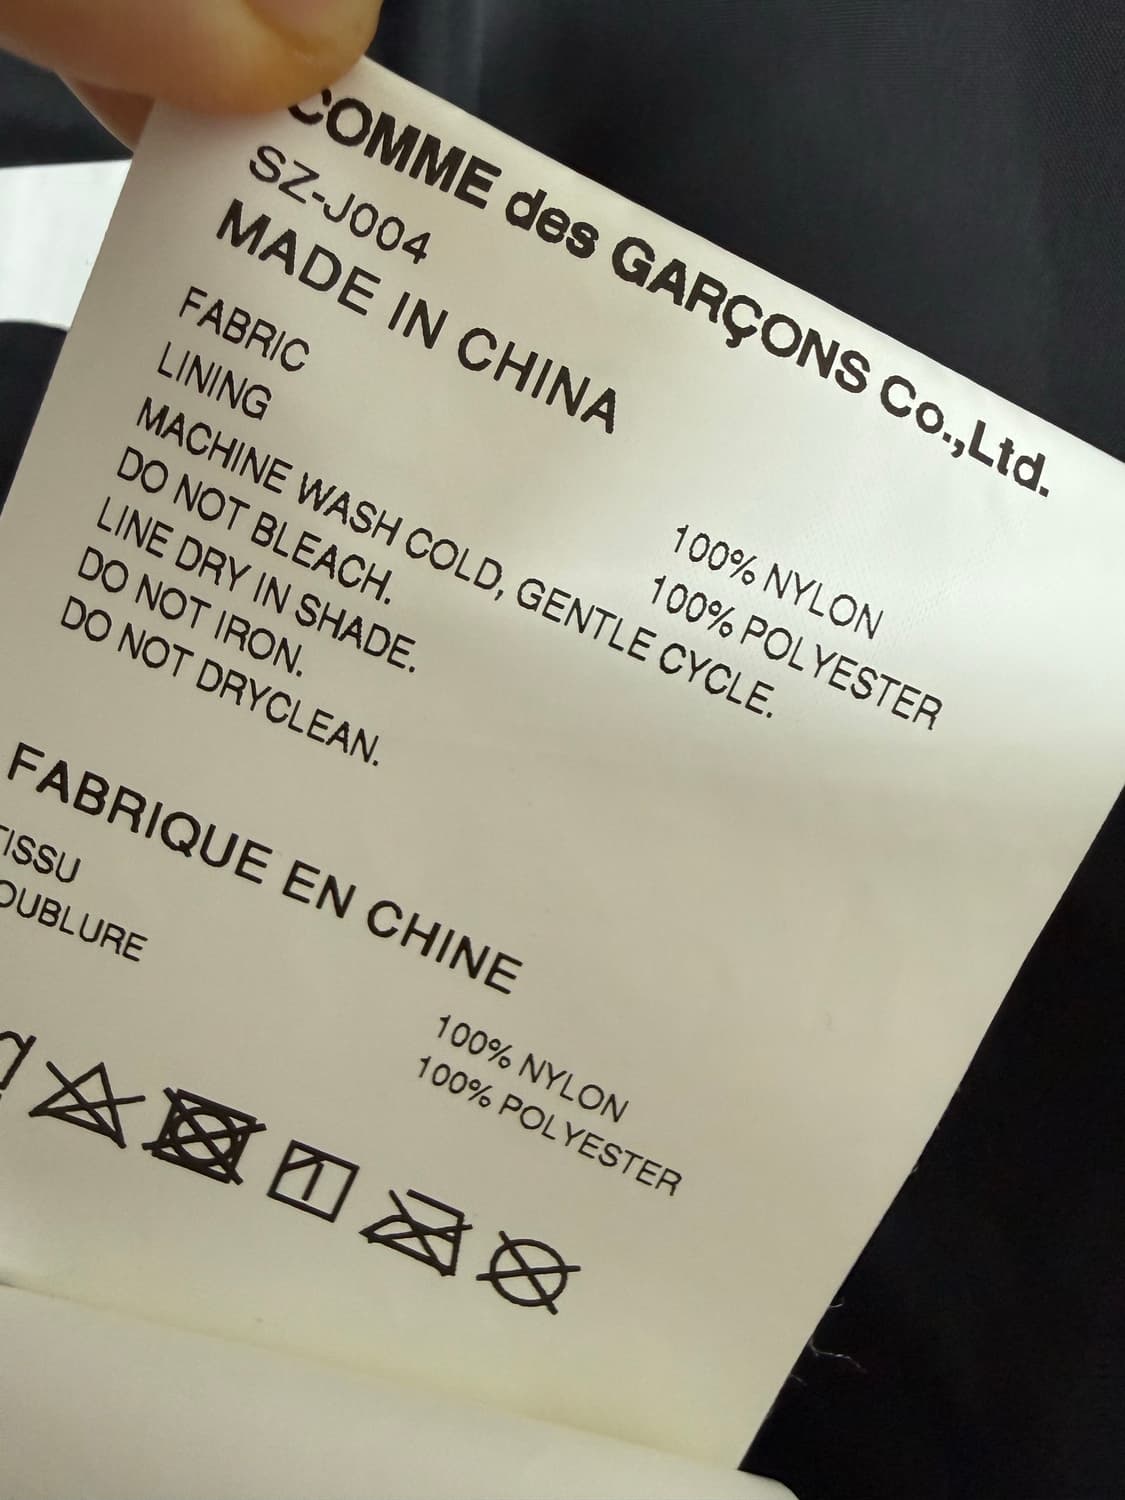 COMME des GARÇONS Co.,Ltd.
SZ-J004
MADE IN CHINA
FABRIC 100% NYLON
LINING 100% POLYESTER
MACHINE WASH COLD, GENTLE CYCLE.
DO NOT BLEACH.
LINE DRY IN SHADE.
DO NOT IRON.
DO NOT DRYCLEAN.
FABRIQUE EN CHINE
TISSU 100% NYLON
OUBLURE 100% POLYESTER